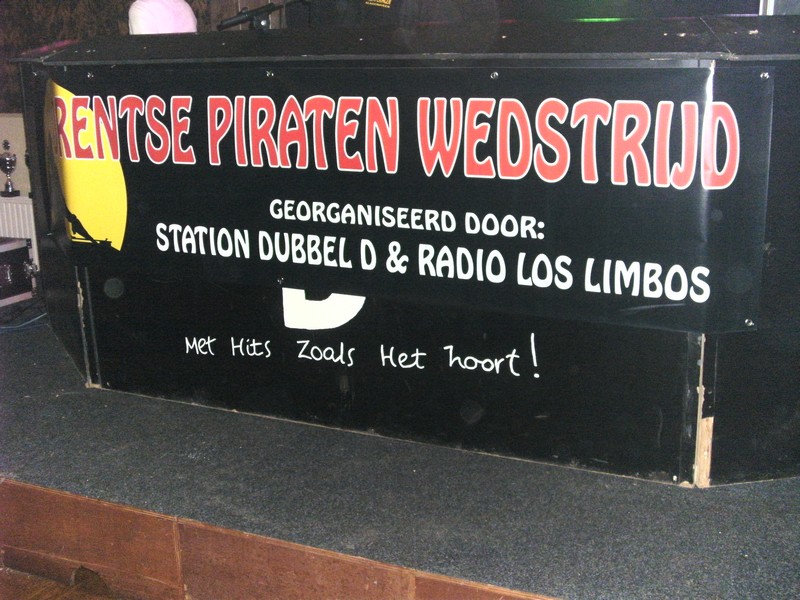 RENTSE PIRATEN WEDSTRIJD
GEORGANISEERD DOOR:
STATION DUBBEL D & RADIO LOS LIMBOS
Met Hits Zoals Het hoort!